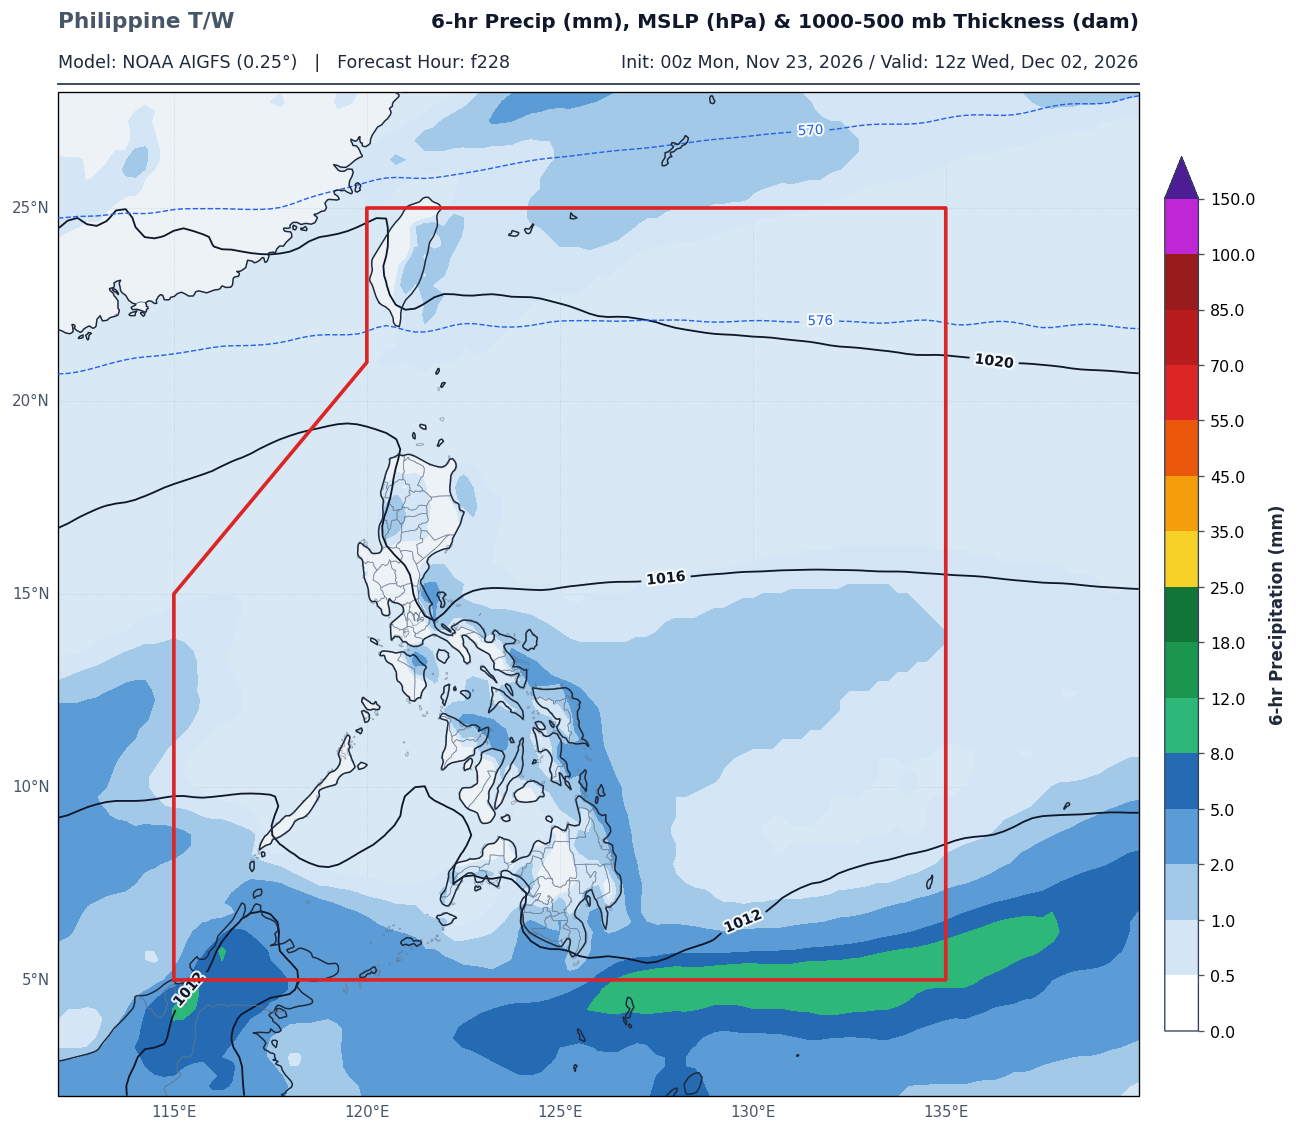 Philippine T/W
6-hr Precip (mm), MSLP (hPa) & 1000-500 mb Thickness (dam)
Model: NOAA AIGFS (0.25°) | Forecast Hour: f228
Init: 00z Mon, Nov 23, 2026 / Valid: 12z Wed, Dec 02, 2026
570
25°N
576
1020
20°N
1016
15°N
10°N
1012
5°N
1012
115°E
120°E
125°E
130°E
135°E
150.0
100.0
85.0
70.0
55.0
45.0
35.0
25.0
18.0
12.0
8.0
5.0
2.0
1.0
0.5
0.0
6-hr Precipitation (mm)